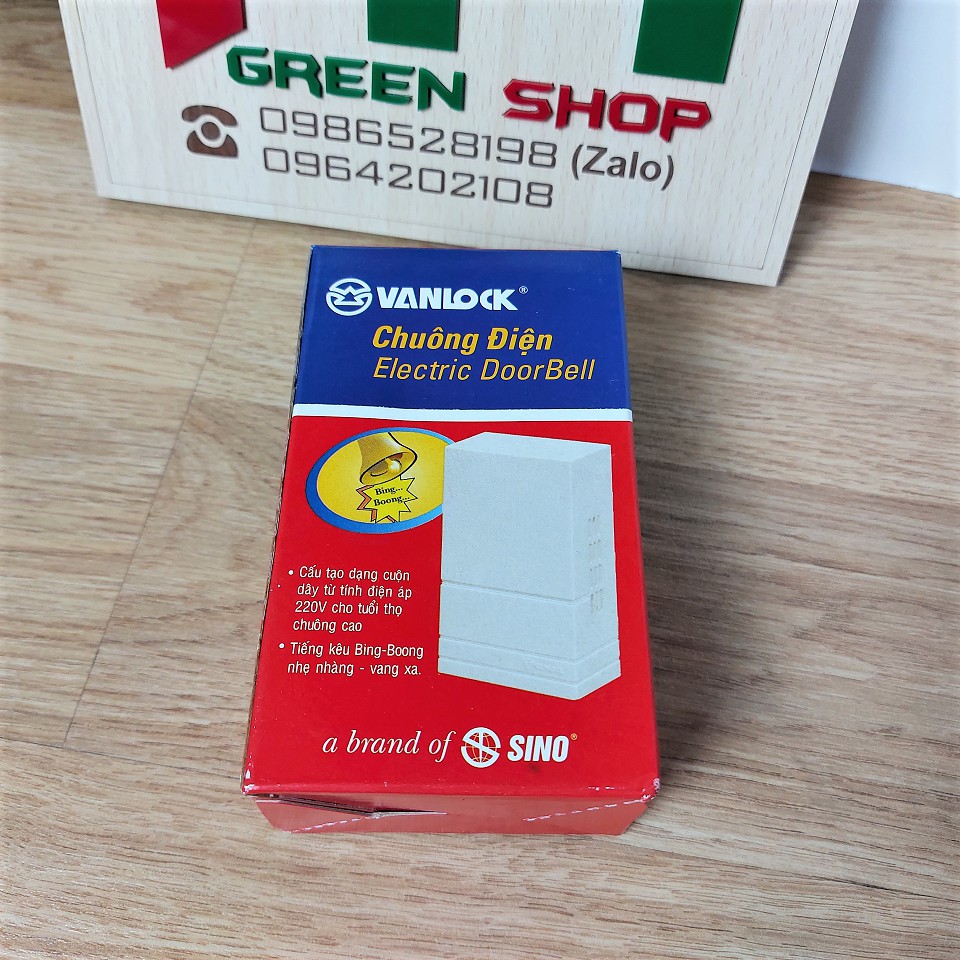 GREEN SHOP
0986528198 (Zalo)
0964202108
VANLOCK®
Chuông Điện
Electric DoorBell
Bing...
Boong...
• Cấu tạo dạng cuộn
dây từ tính điện áp
220V cho tuổi thọ
chuông cao
• Tiếng kêu Bing-Boong
nhẹ nhàng - vang xa.
a brand of SINO®